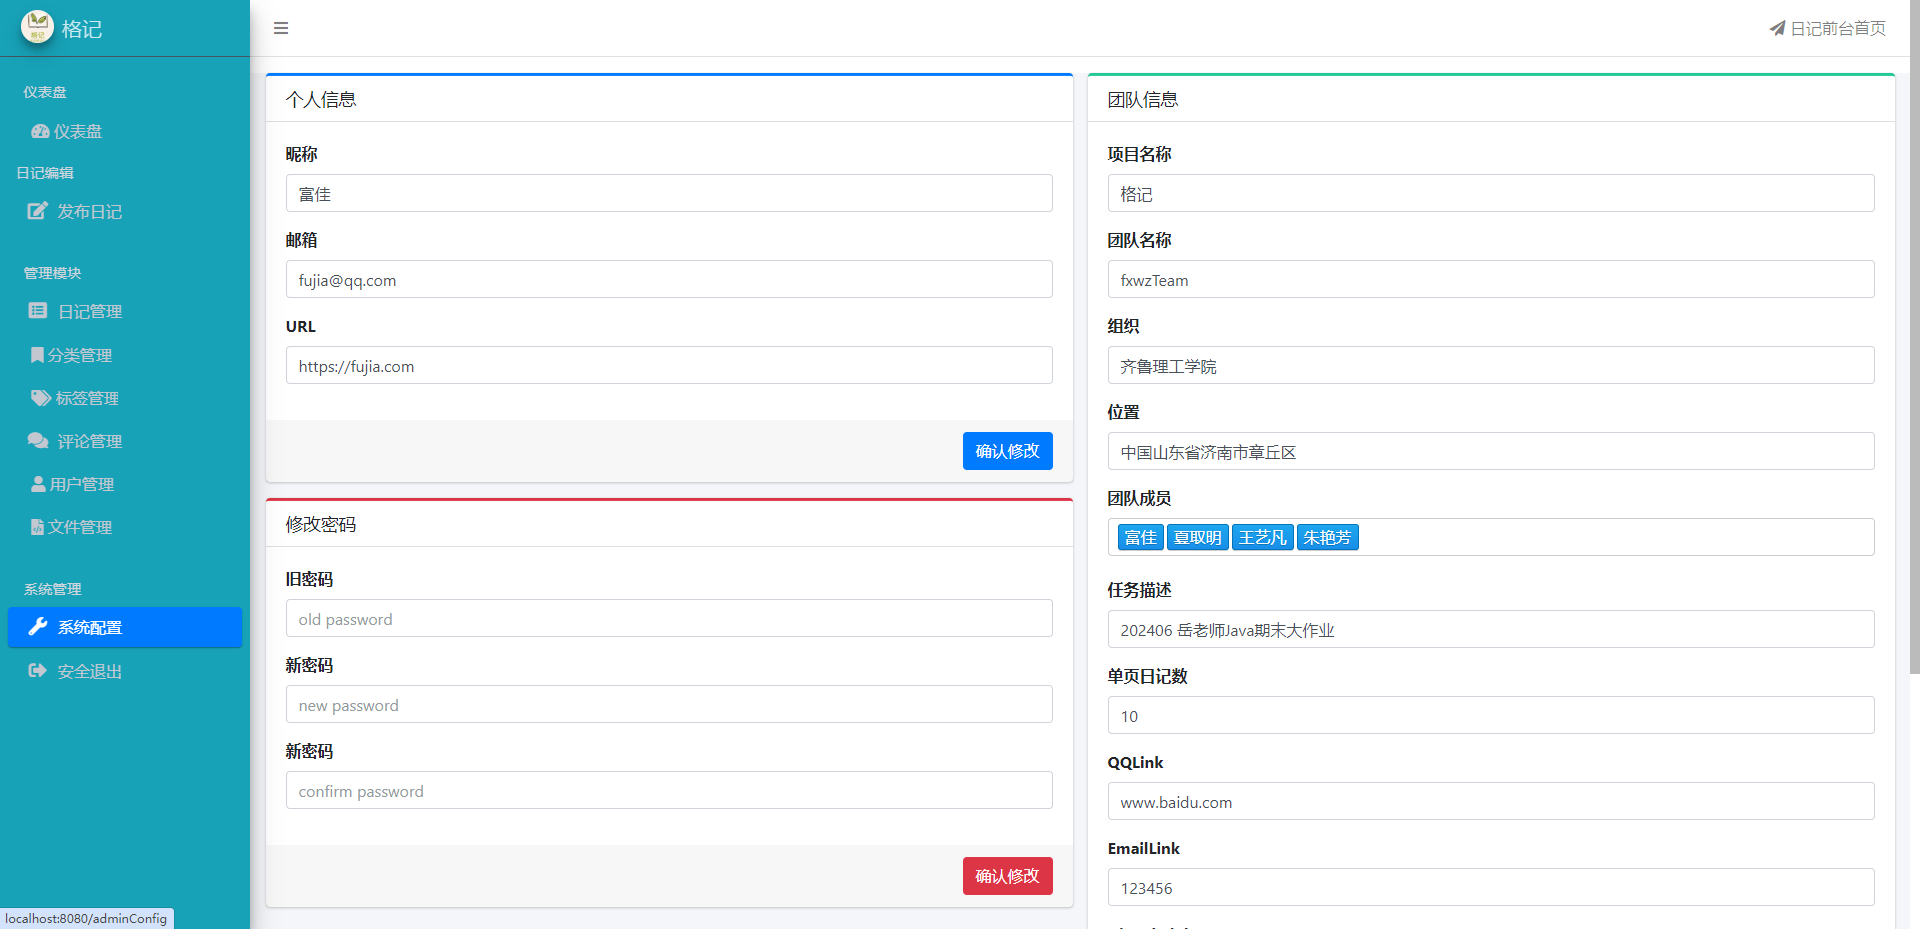 格记
日记前台首页
仪表盘
仪表盘
日记编辑
发布日记
管理模块
日记管理
分类管理
标签管理
评论管理
用户管理
文件管理
系统管理
系统配置
安全退出
localhost:8080/adminConfig
个人信息
昵称
富佳
邮箱
fujia@qq.com
URL
https://fujia.com
确认修改
修改密码
旧密码
old password
新密码
new password
新密码
confirm password
确认修改
团队信息
项目名称
格记
团队名称
fxwzTeam
组织
齐鲁理工学院
位置
中国山东省济南市章丘区
团队成员
富佳 夏取明 王艺凡 朱艳芳
任务描述
202406 岳老师Java期末大作业
单页日记数
10
QQLink
www.baidu.com
EmailLink
123456